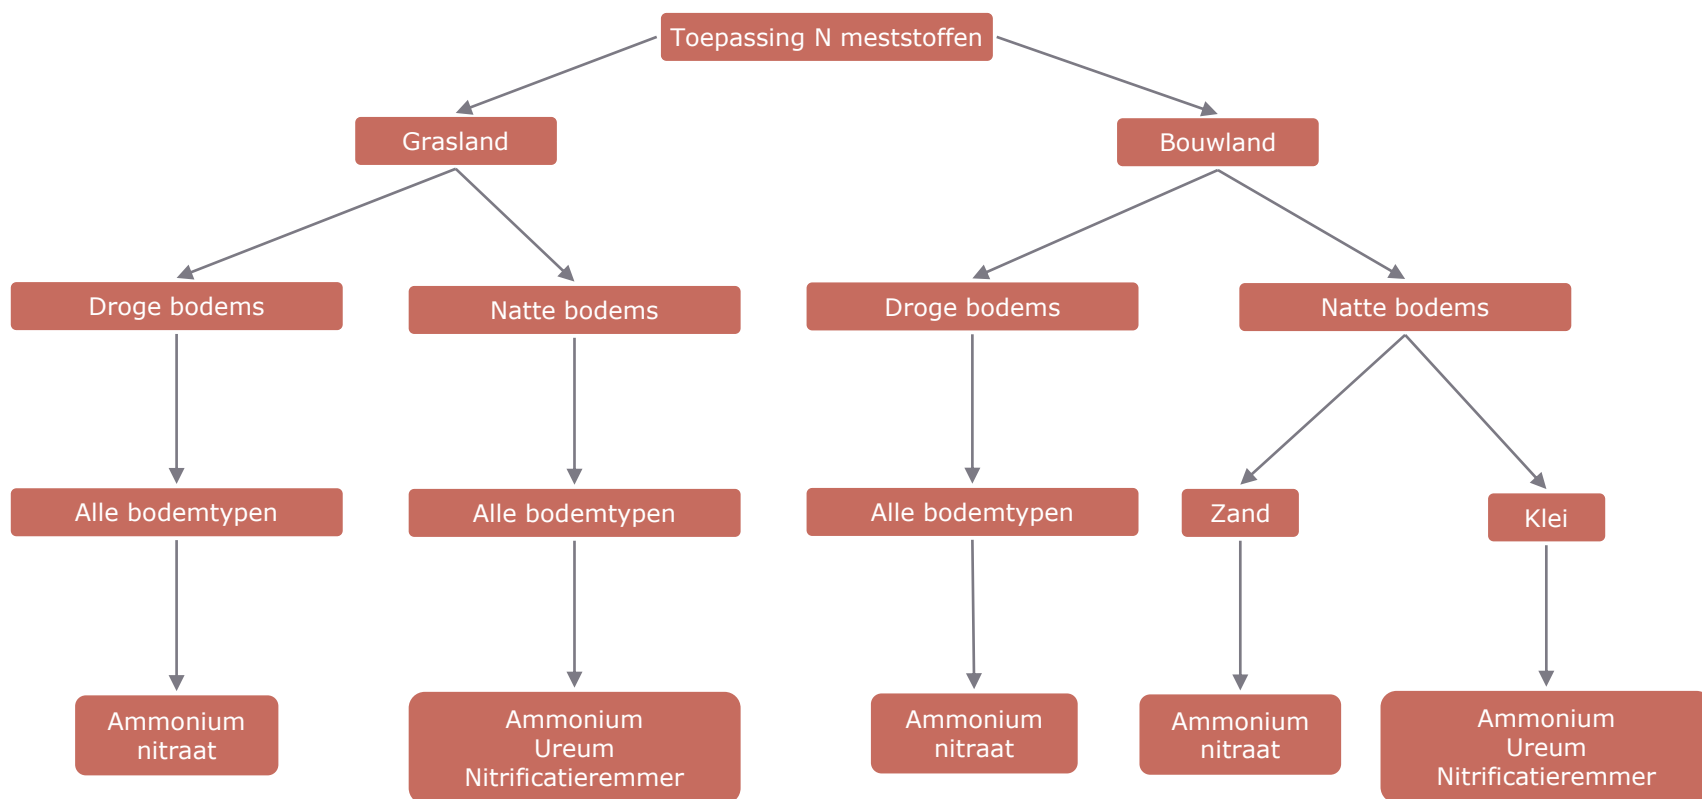 Toepassing N meststoffen
Grasland
Bouwland
Droge bodems
Natte bodems
Droge bodems
Natte bodems
Alle bodemtypen
Alle bodemtypen
Alle bodemtypen
Zand
Klei
Ammonium
nitraat
Ammonium
Ureum
Nitrificatieremmer
Ammonium
nitraat
Ammonium
nitraat
Ammonium
Ureum
Nitrificatieremmer